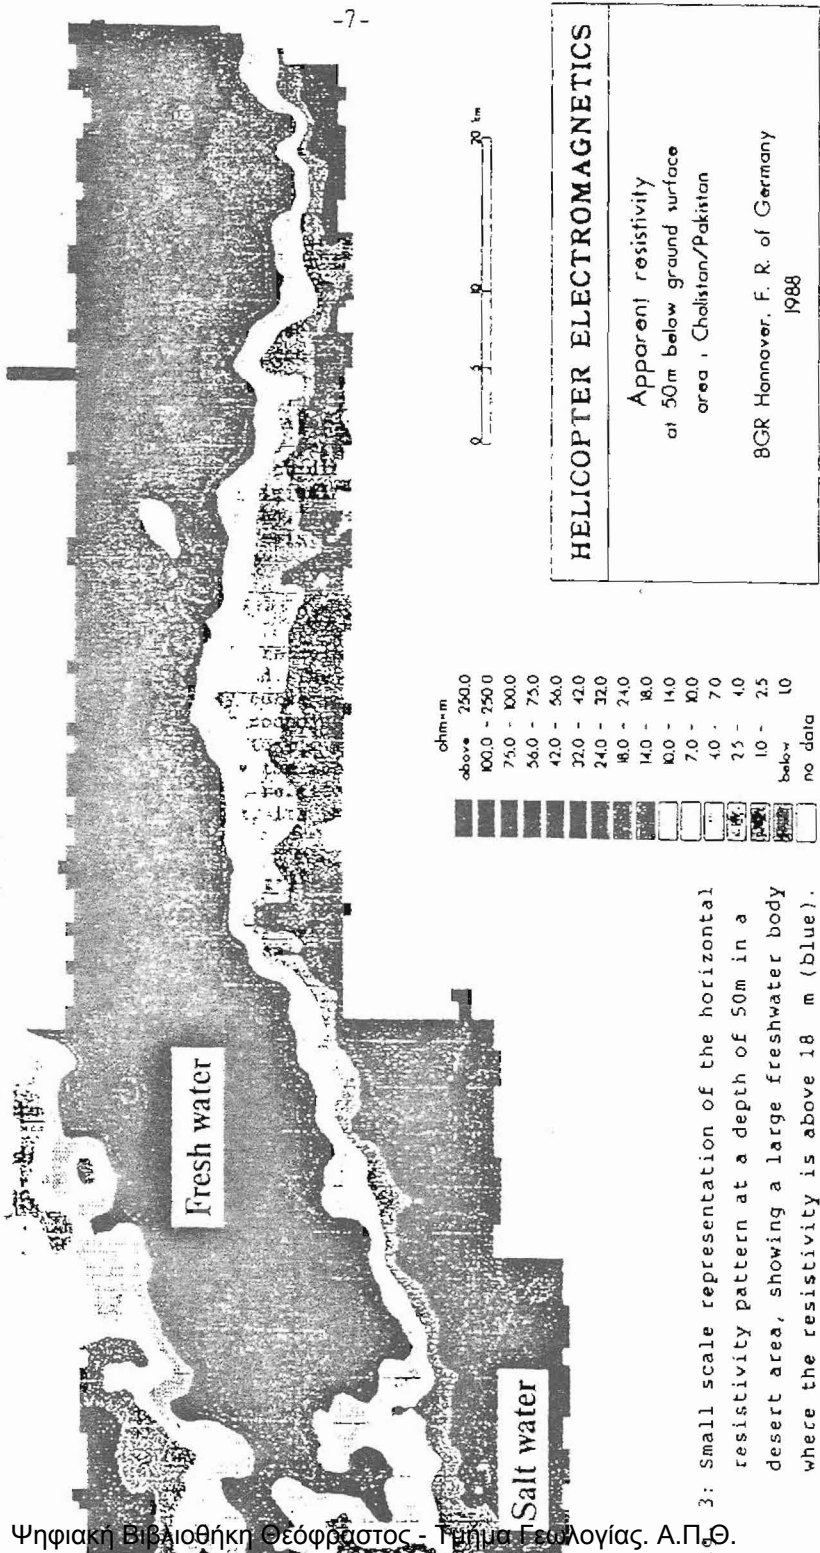 -7-
Fresh water
Salt water
0 5 10 20 km
HELICOPTER ELECTROMAGNETICS
Apparent resistivity
at 50m below ground surface
area : Cholistan/Pakistan
BGR Hannover, F. R. of Germany
1988
ohm*m
above 250.0
100.0 - 250.0
75.0 - 100.0
56.0 - 75.0
42.0 - 56.0
32.0 - 42.0
24.0 - 32.0
18.0 - 24.0
14.0 - 18.0
10.0 - 14.0
7.0 - 10.0
4.0 - 7.0
2.5 - 4.0
1.0 - 2.5
below 1.0
no data
3: Small scale representation of the horizontal
resistivity pattern at a depth of 50m in a
desert area, showing a large freshwater body
where the resistivity is above 18 m (blue).
Ψηφιακή Βιβλιοθήκη Θεόφραστος - Τμήμα Γεωλογίας. Α.Π.Θ.